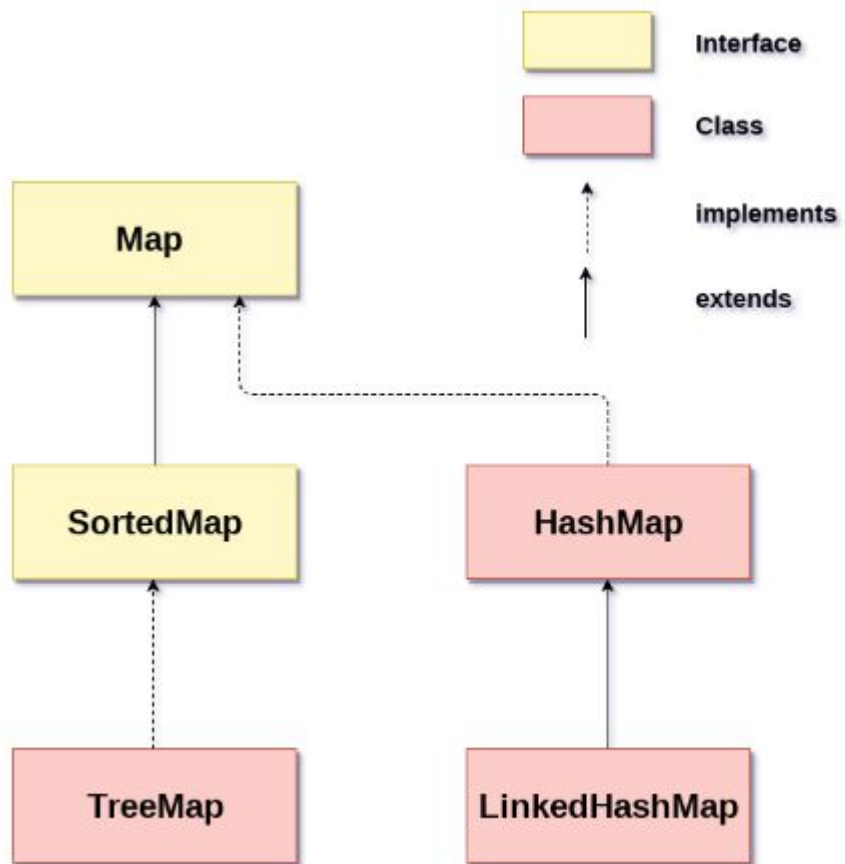 Interface
Class
implements
extends
Map
SortedMap
HashMap
TreeMap
LinkedHashMap